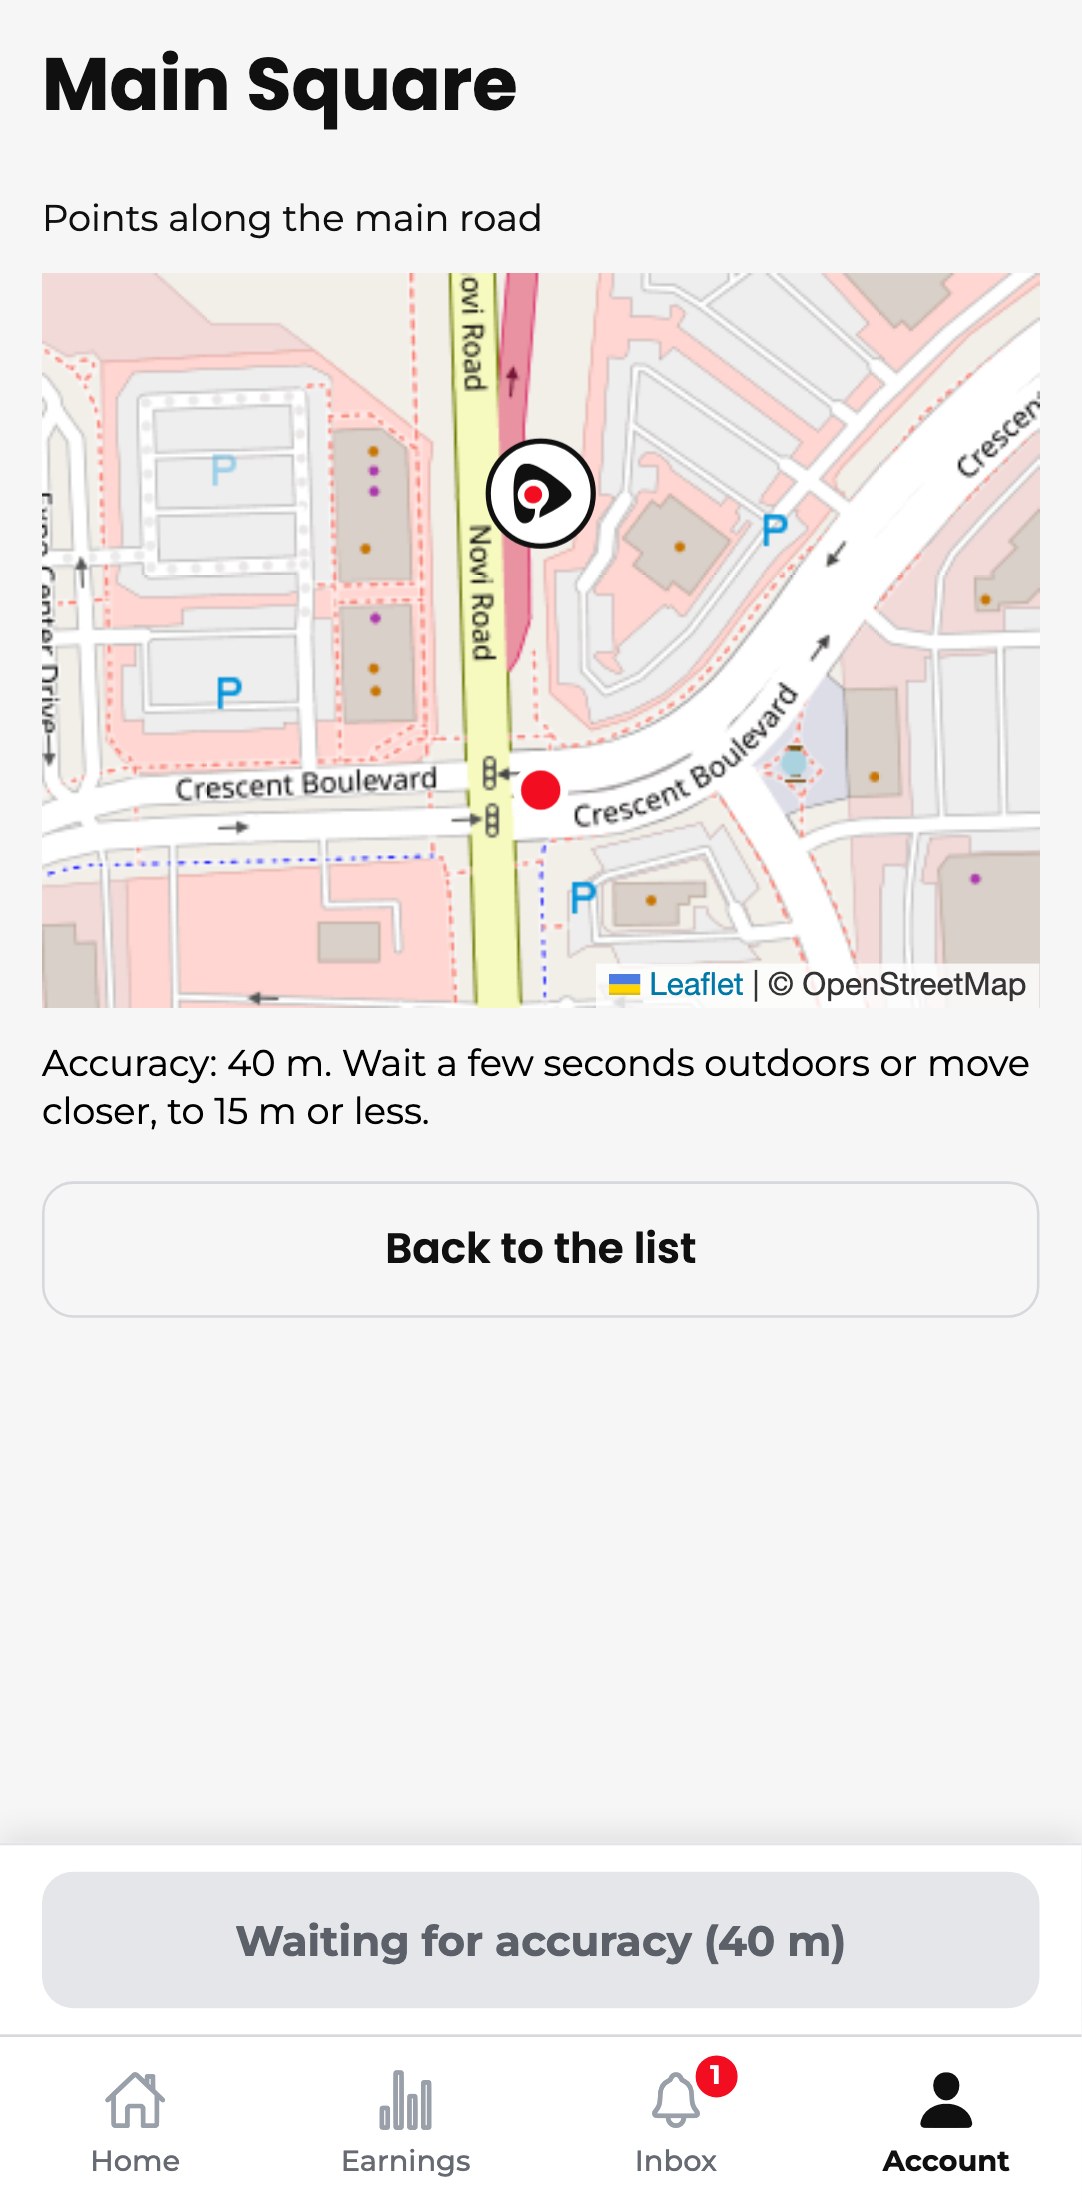 Main Square
Points along the main road
ovi Road
Crescen
P
P
Novi Road
Center Drive
P
Crescent Boulevard
Crescent Boulevard
P
Leaflet | © OpenStreetMap
Accuracy: 40 m. Wait a few seconds outdoors or move
closer, to 15 m or less.
Back to the list
Waiting for accuracy (40 m)
1
Home
Earnings
Inbox
Account